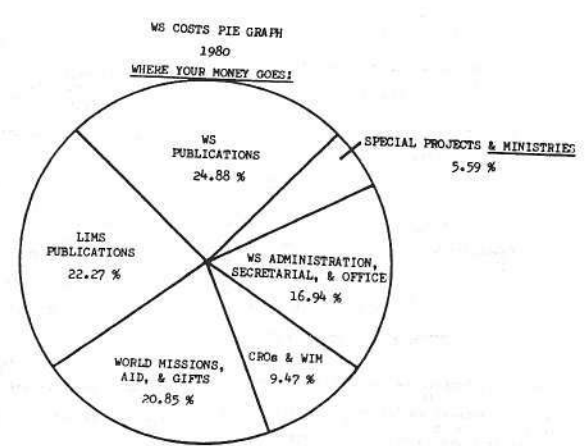 WS COSTS PIE GRAPH
1980
WHERE YOUR MONEY GOES!
WS
PUBLICATIONS
24.88 %
SPECIAL PROJECTS & MINISTRIES
5.59 %
LIMS
PUBLICATIONS
22.27 %
WS ADMINISTRATION,
SECRETARIAL, & OFFICE
16.94 %
WORLD MISSIONS,
AID, & GIFTS
20.85 %
CROs & WIM
9.47 %